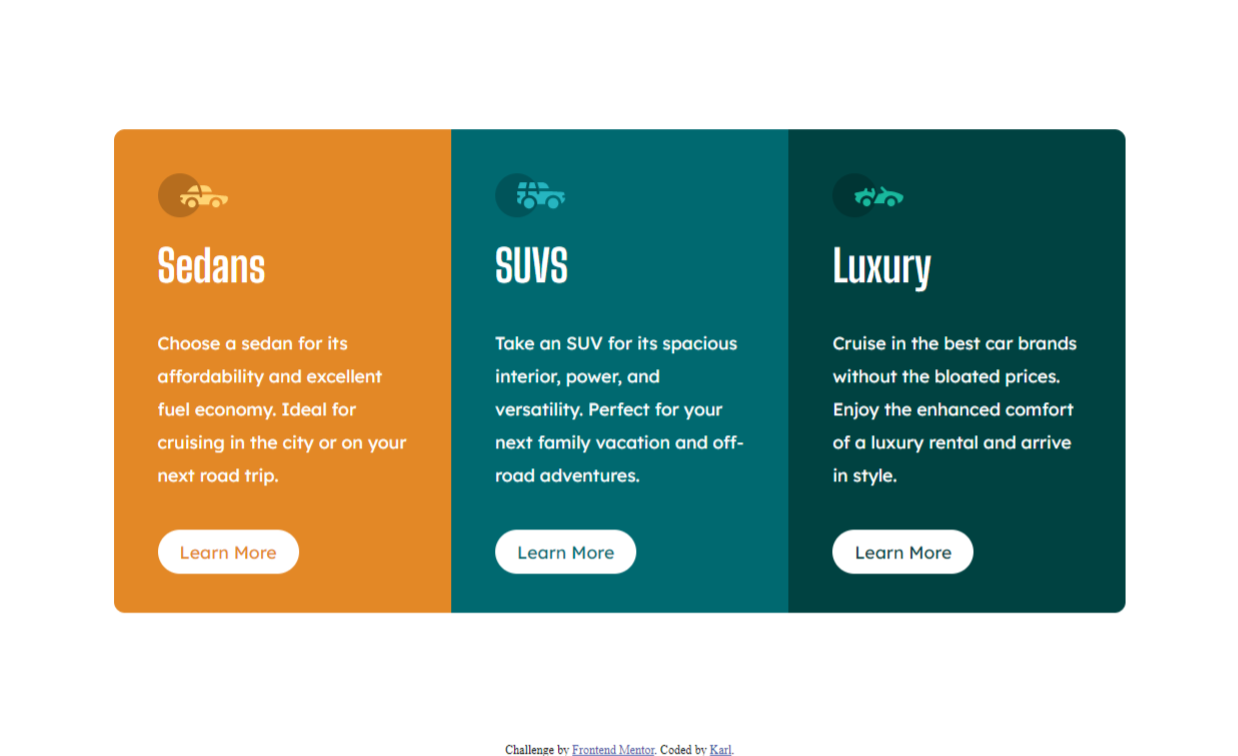 Sedans
Choose a sedan for its
affordability and excellent
fuel economy. Ideal for
cruising in the city or on your
next road trip.
Learn More
SUVS
Take an SUV for its spacious
interior, power, and
versatility. Perfect for your
next family vacation and off-
road adventures.
Learn More
Luxury
Cruise in the best car brands
without the bloated prices.
Enjoy the enhanced comfort
of a luxury rental and arrive
in style.
Learn More
Challenge by Frontend Mentor. Coded by Karl.